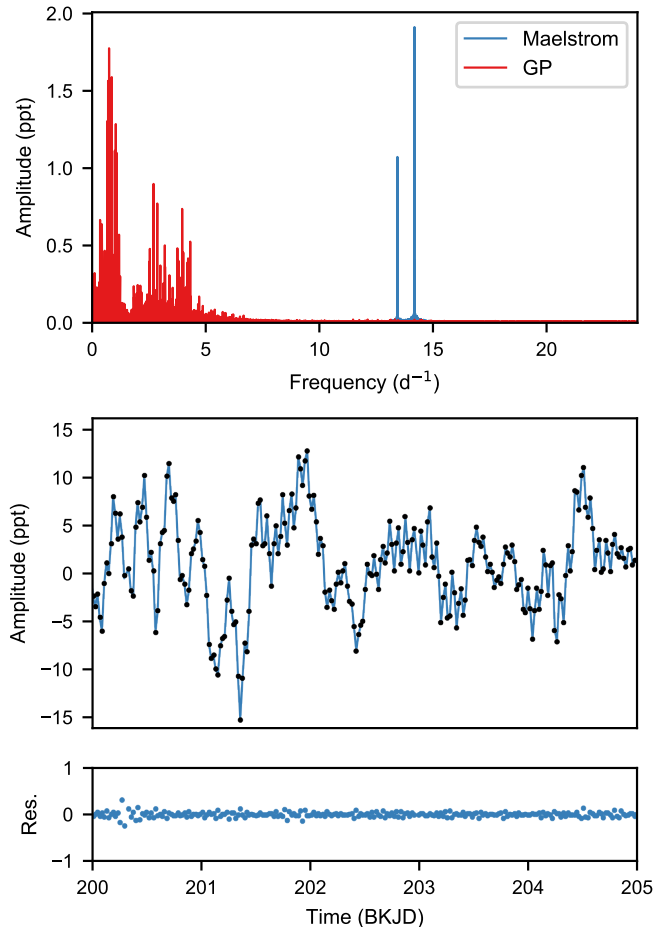 2.0
1.5
1.0
0.5
0.0
Amplitude (ppt)
Maelstrom
GP
0 5 10 15 20
Frequency (d⁻¹)
15
10
5
0
−5
−10
−15
Amplitude (ppt)
1
0
−1
Res.
200 201 202 203 204 205
Time (BKJD)